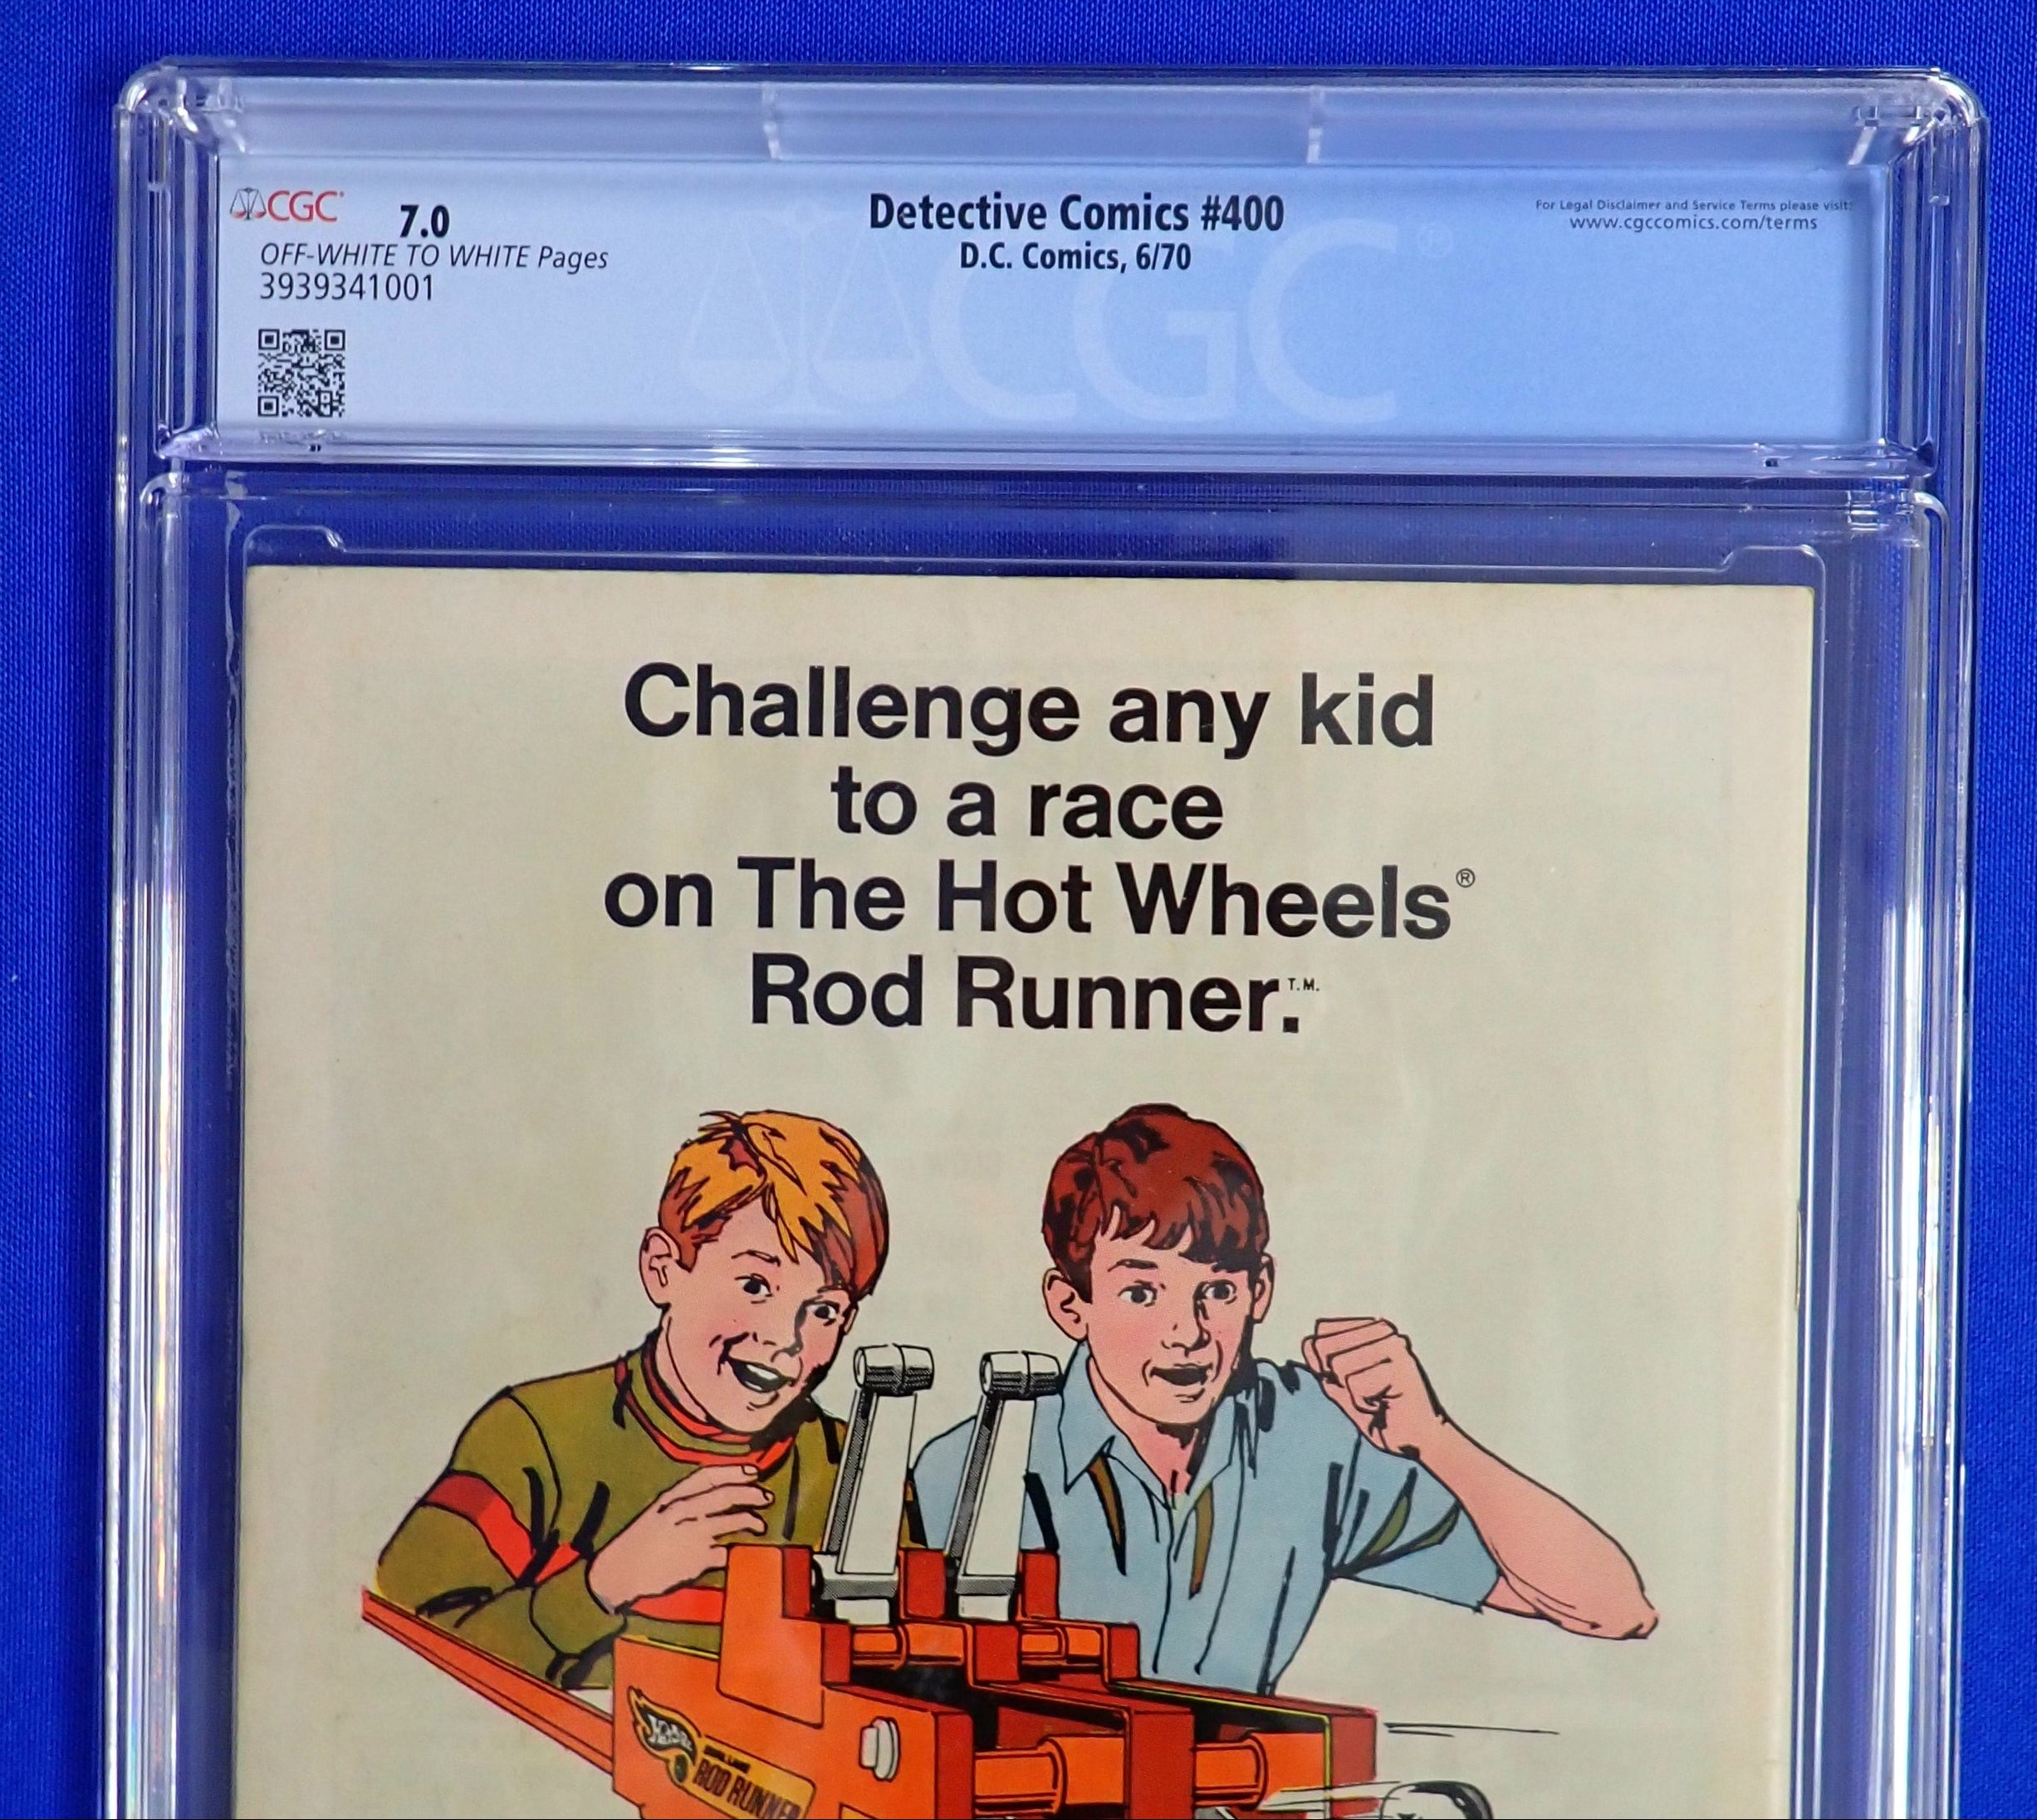 CGC
7.0
OFF-WHITE TO WHITE Pages
3939341001
Detective Comics #400
D.C. Comics, 6/70
For Legal Disclaimer and Service Terms please visit:
www.cgccomics.com/terms
CGC®
Challenge any kid
to a race
on The Hot Wheels®
Rod Runner.T.M.
ROD RUNNER